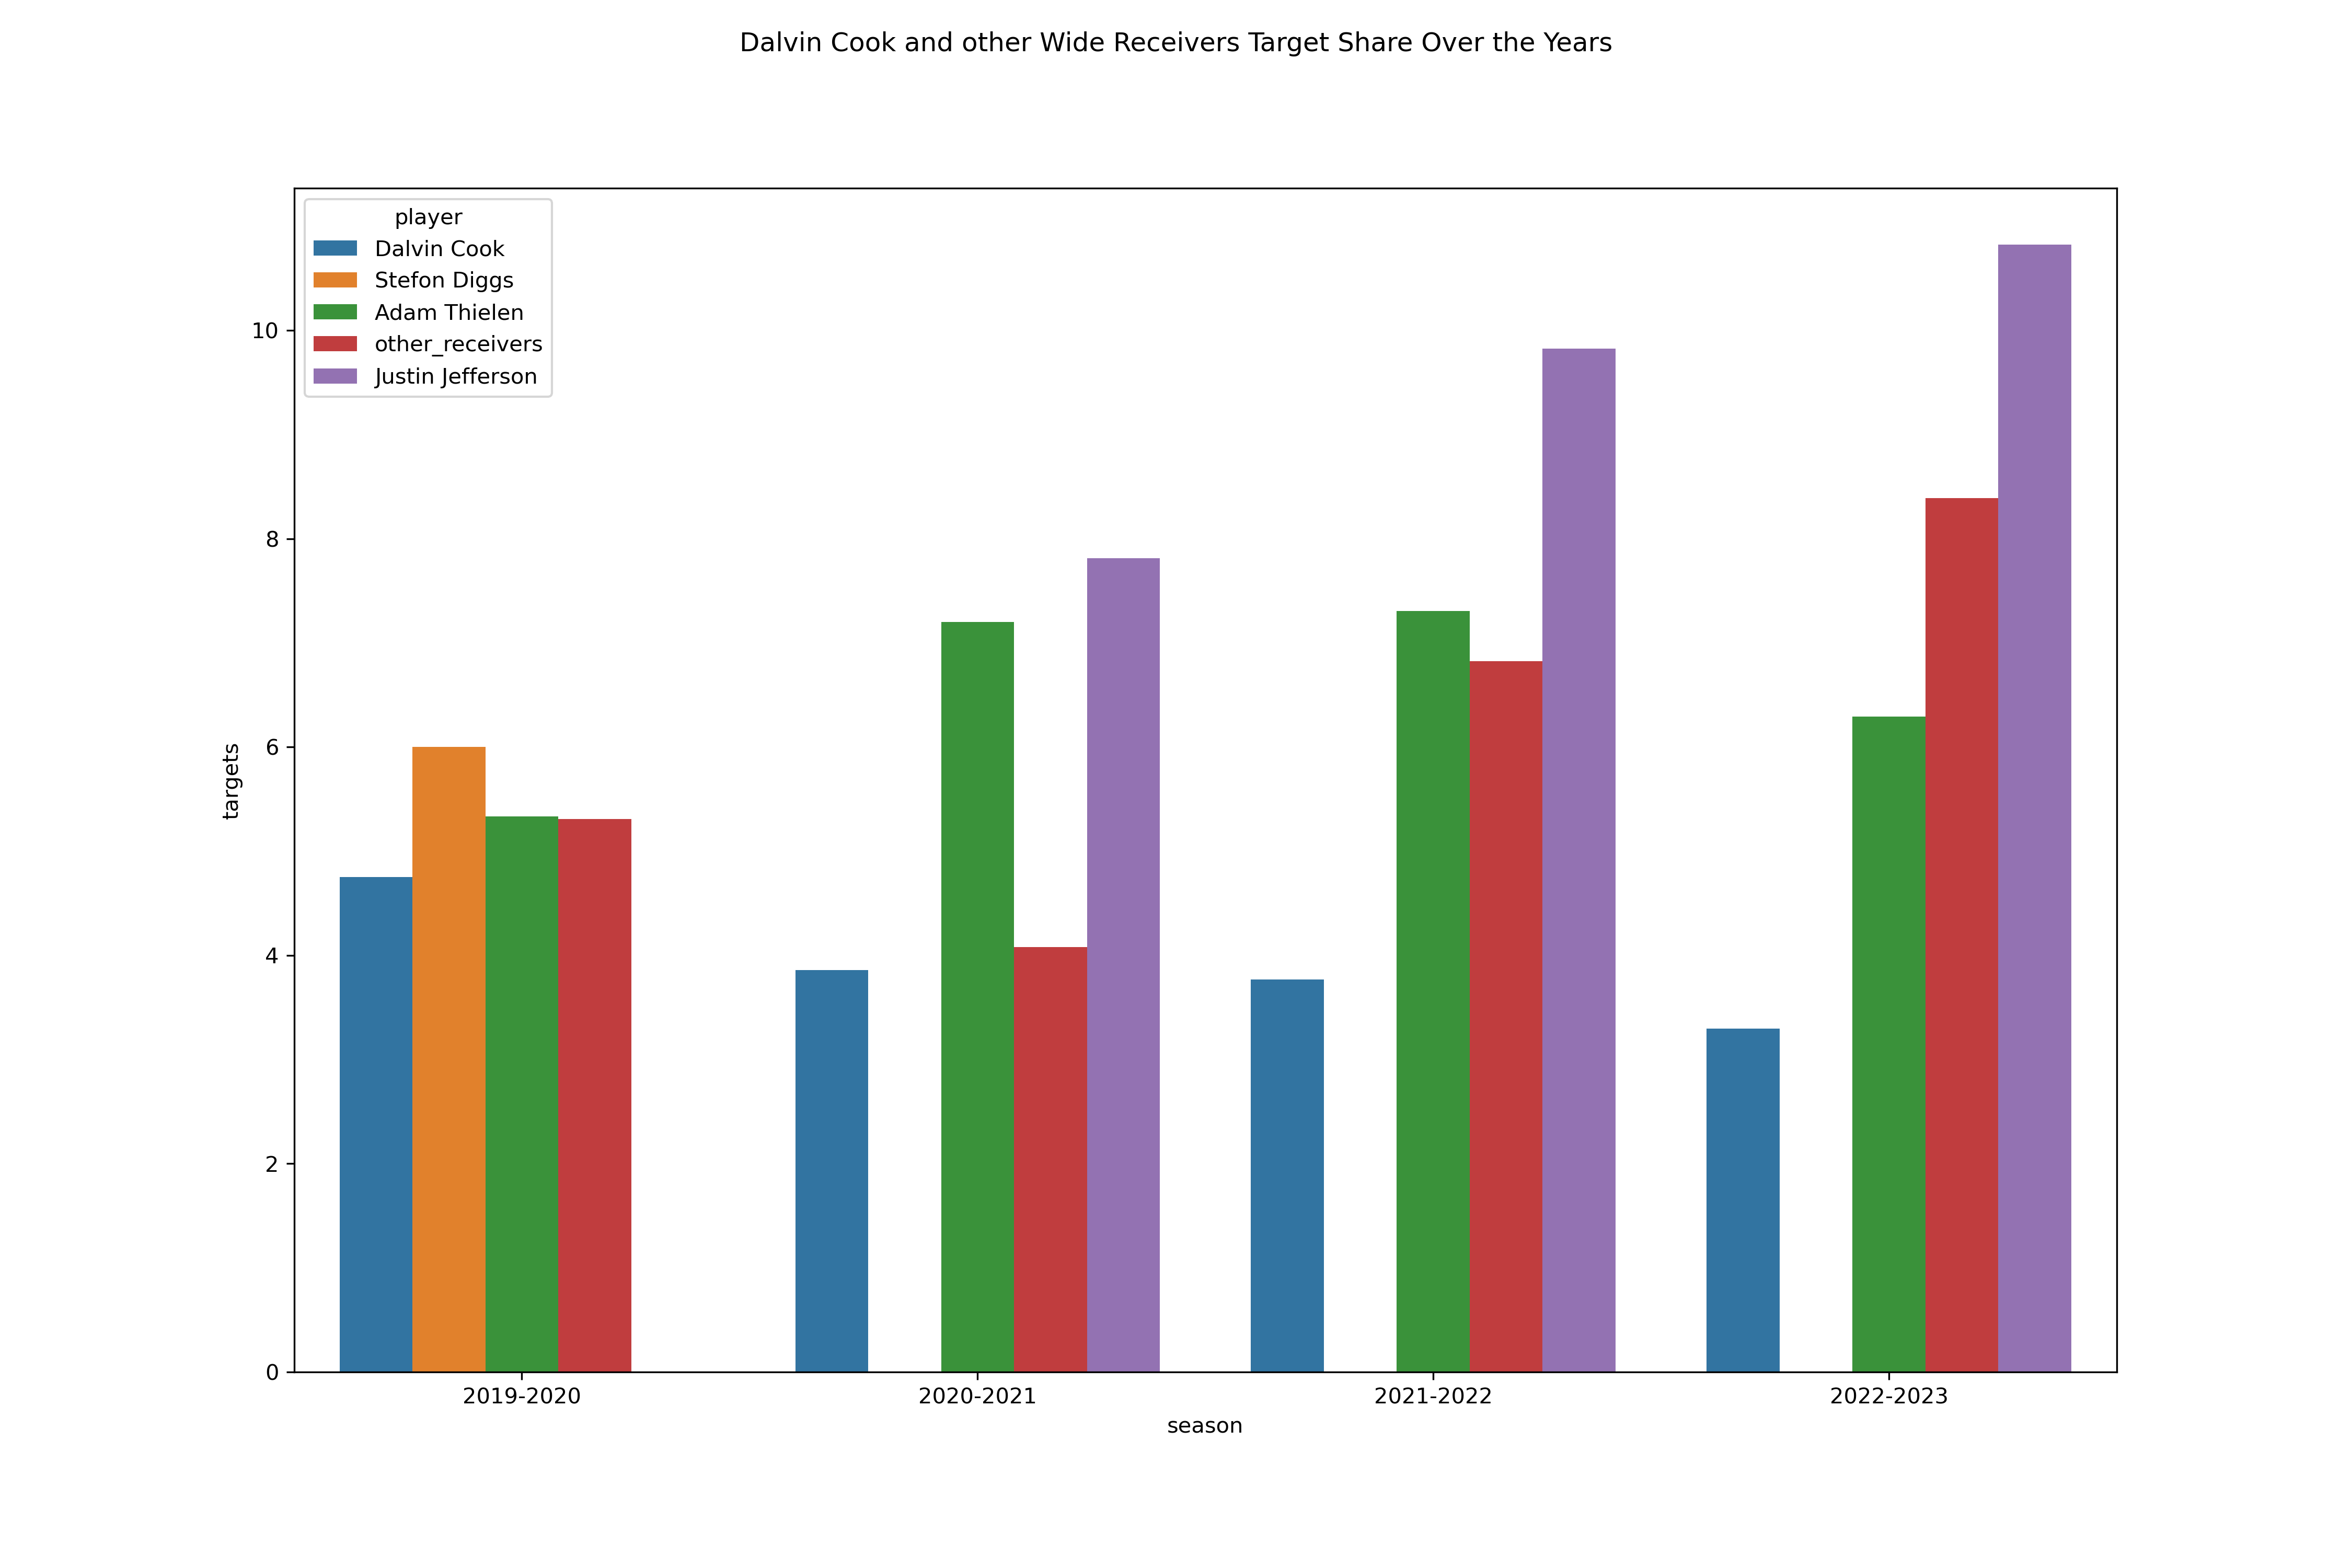 Dalvin Cook and other Wide Receivers Target Share Over the Years
player
Dalvin Cook
Stefon Diggs
Adam Thielen
other_receivers
Justin Jefferson
targets
10
8
6
4
2
0
2019-2020
2020-2021
2021-2022
2022-2023
season